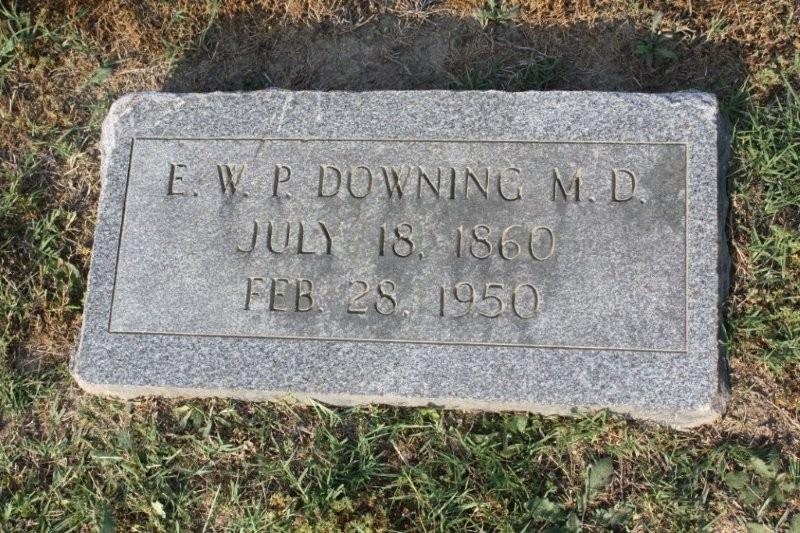 E. W. P. DOWNING M. D.
JULY 18, 1860
FEB. 28, 1950